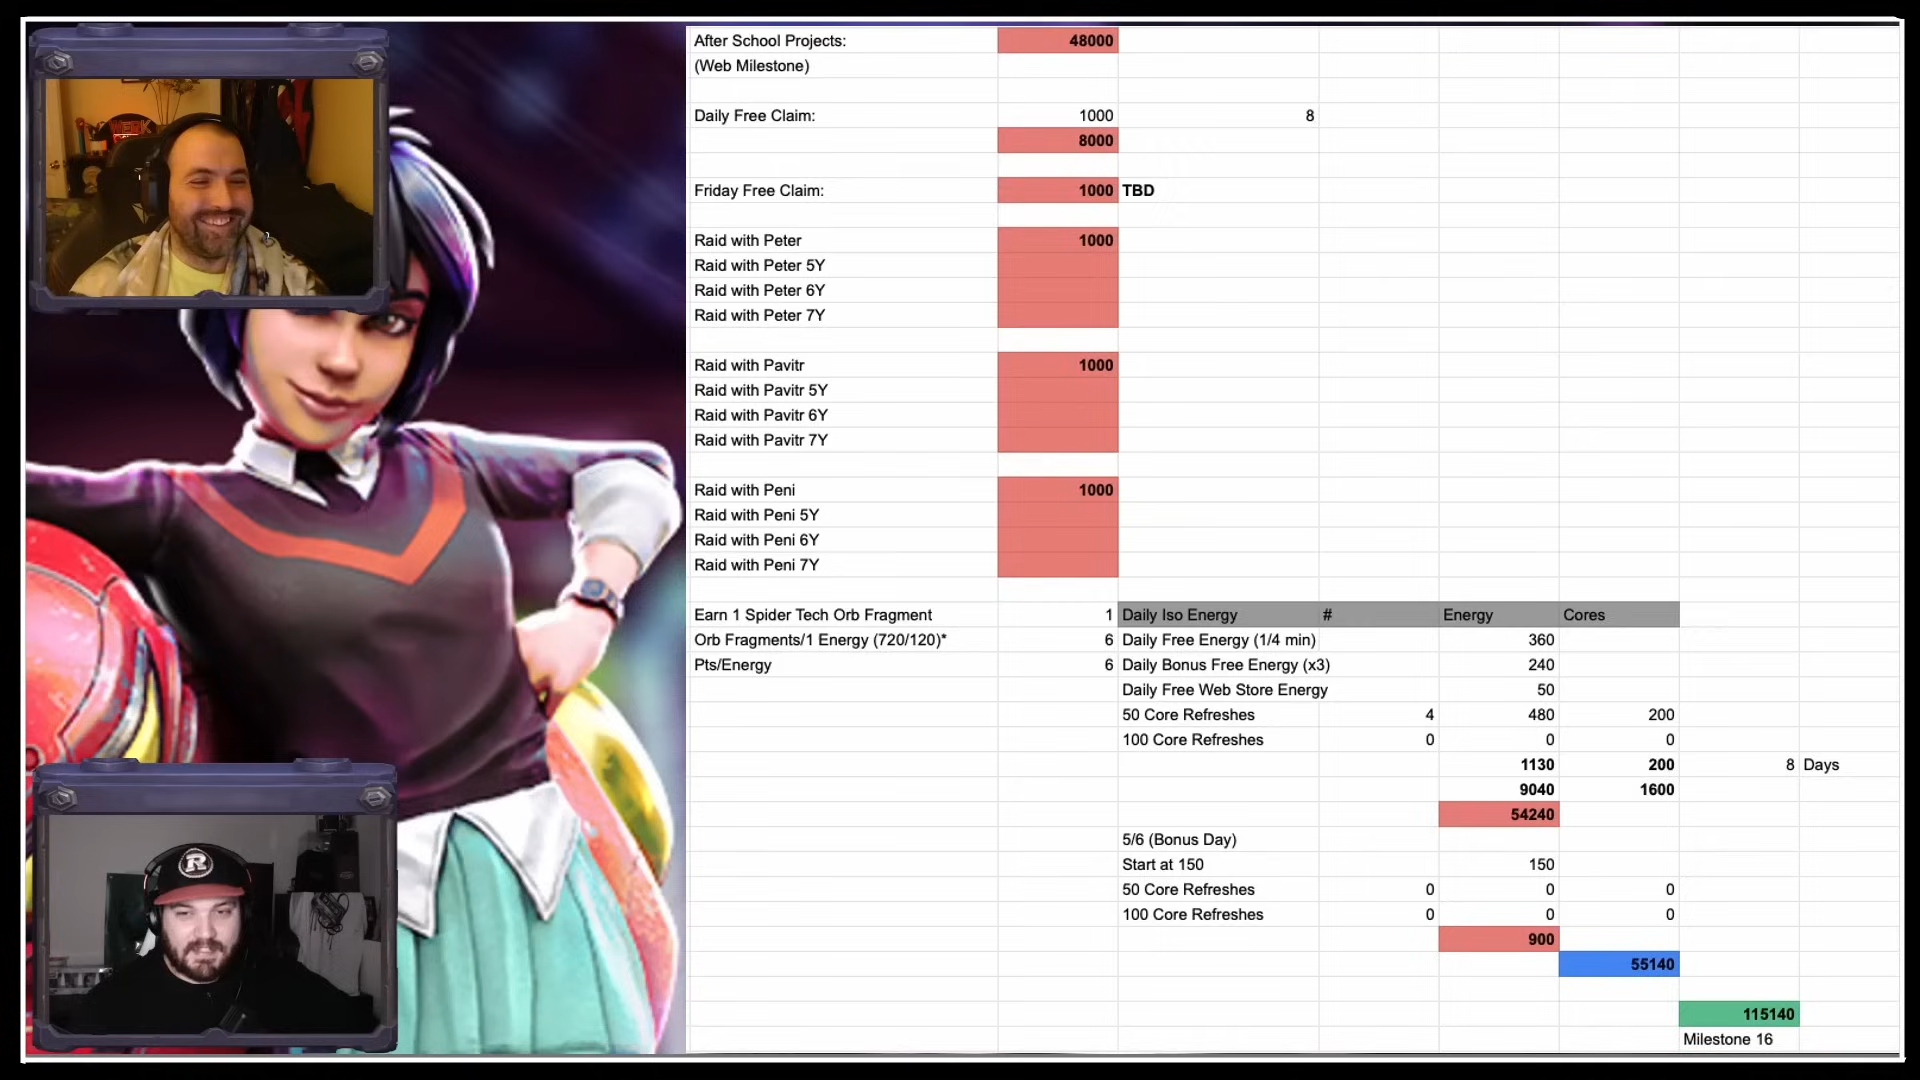 After School Projects: 48000
(Web Milestone)
Daily Free Claim: 1000 8
8000
Friday Free Claim: 1000 TBD
Raid with Peter 1000
Raid with Peter 5Y
Raid with Peter 6Y
Raid with Peter 7Y
Raid with Pavitr 1000
Raid with Pavitr 5Y
Raid with Pavitr 6Y
Raid with Pavitr 7Y
Raid with Peni 1000
Raid with Peni 5Y
Raid with Peni 6Y
Raid with Peni 7Y
Earn 1 Spider Tech Orb Fragment 1 Daily Iso Energy # Energy Cores
Orb Fragments/1 Energy (720/120)* 6 Daily Free Energy (1/4 min) 360
Pts/Energy 6 Daily Bonus Free Energy (x3) 240
Daily Free Web Store Energy 50
50 Core Refreshes 4 480 200
100 Core Refreshes 0 0 0
1130 200 8 Days
9040 1600
54240
5/6 (Bonus Day)
Start at 150 150
50 Core Refreshes 0 0 0
100 Core Refreshes 0 0 0
900
55140
115140
Milestone 16
R